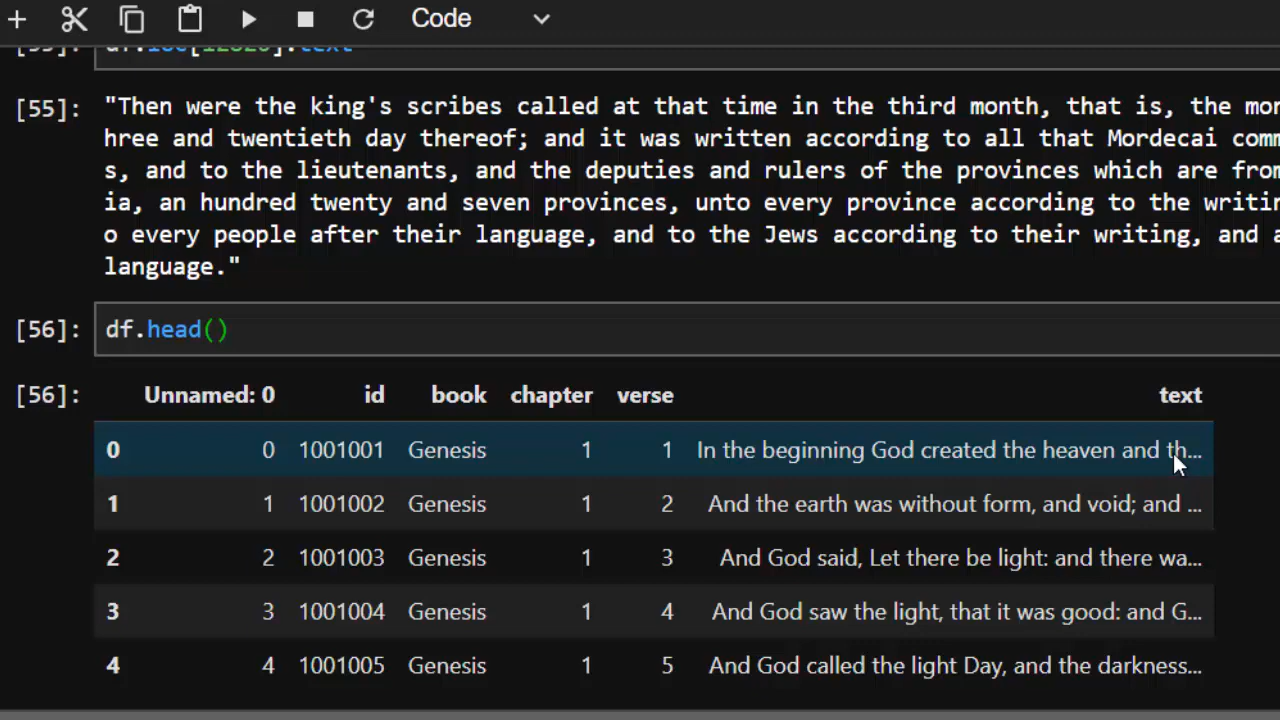 Code
[55]: df.loc[12826].text
[55]: "Then were the king's scribes called at that time in the third month, that is, the mon
hree and twentieth day thereof; and it was written according to all that Mordecai comm
s, and to the lieutenants, and the deputies and rulers of the provinces which are from
ia, an hundred twenty and seven provinces, unto every province according to the writin
o every people after their language, and to the Jews according to their writing, and a
language."
[56]: df.head()
[56]: Unnamed: 0 id book chapter verse text
0 0 1001001 Genesis 1 1 In the beginning God created the heaven and th...
1 1 1001002 Genesis 1 2 And the earth was without form, and void; and ...
2 2 1001003 Genesis 1 3 And God said, Let there be light: and there wa...
3 3 1001004 Genesis 1 4 And God saw the light, that it was good: and G...
4 4 1001005 Genesis 1 5 And God called the light Day, and the darkness...